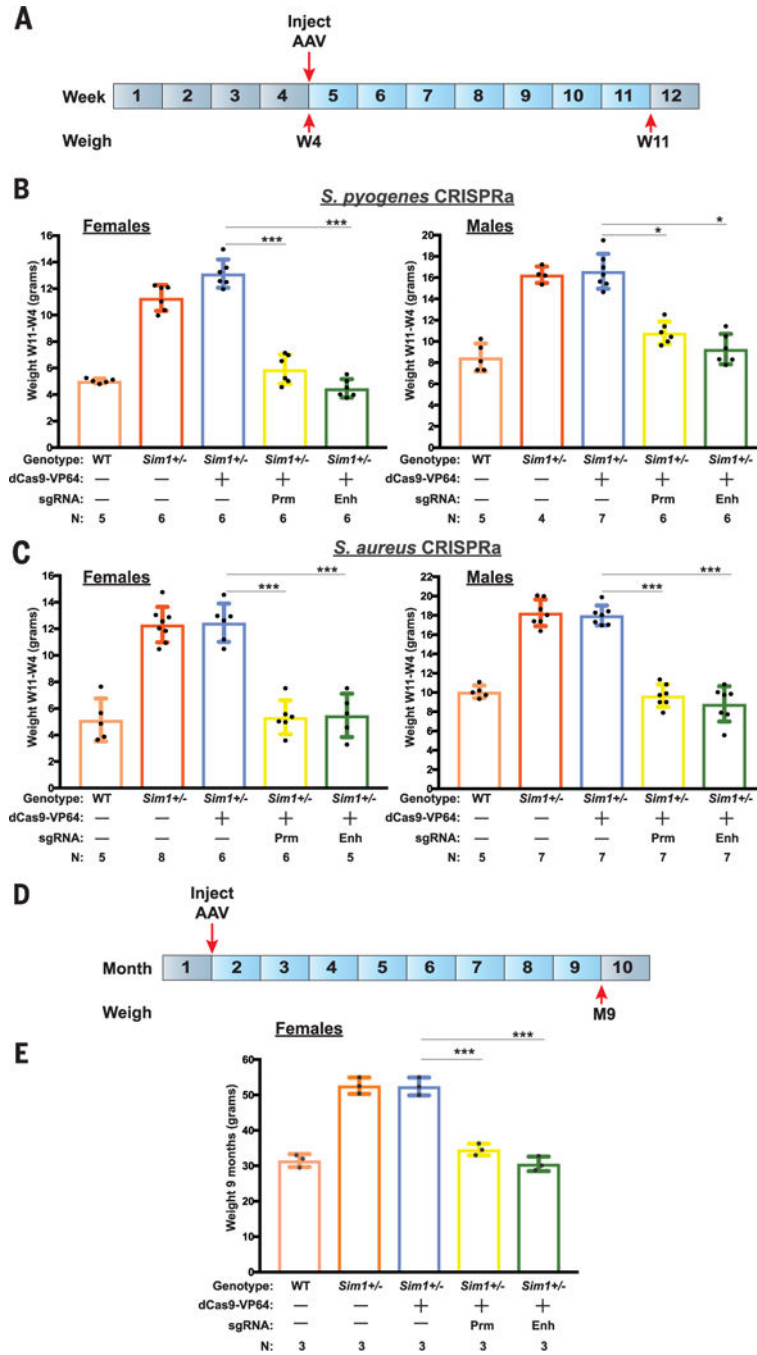 A
Inject
AAV
Week 1 2 3 4 5 6 7 8 9 10 11 12
Weigh W4 W11
B
S. pyogenes CRISPRa
Females
Weight W11-W4 (grams)
16
14
12
10
8
6
4
2
0
***
***
Genotype: WT Sim1+/- Sim1+/- Sim1+/- Sim1+/-
dCas9-VP64: — — + + +
sgRNA: — — — Prm Enh
N: 5 6 6 6 6
Males
Weight W11-W4 (grams)
20
18
16
14
12
10
8
6
4
2
0
*
*
WT Sim1+/- Sim1+/- Sim1+/- Sim1+/-
— — + + +
— — — Prm Enh
5 4 7 6 6
C
S. aureus CRISPRa
Females
Weight W11-W4 (grams)
16
14
12
10
8
6
4
2
0
***
***
Genotype: WT Sim1+/- Sim1+/- Sim1+/- Sim1+/-
dCas9-VP64: — — + + +
sgRNA: — — — Prm Enh
N: 5 8 6 6 5
Males
Weight W11-W4 (grams)
22
20
18
16
14
12
10
8
6
4
2
0
***
***
WT Sim1+/- Sim1+/- Sim1+/- Sim1+/-
— — + + +
— — — Prm Enh
5 7 7 7 7
D
Inject
AAV
Month 1 2 3 4 5 6 7 8 9 10
Weigh M9
E
Females
Weight 9 months (grams)
60
50
40
30
20
10
0
***
***
Genotype: WT Sim1+/- Sim1+/- Sim1+/- Sim1+/-
dCas9-VP64: — — + + +
sgRNA: — — — Prm Enh
N: 3 3 3 3 3